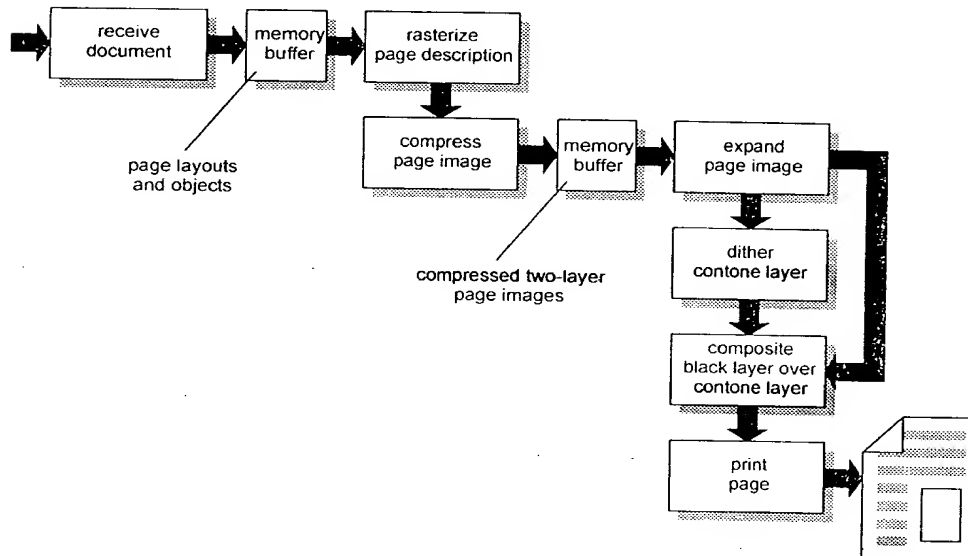 receive
document
memory
buffer
rasterize
page description
page layouts
and objects
compress
page image
memory
buffer
expand
page image
compressed two-layer
page images
dither
contone layer
composite
black layer over
contone layer
print
page